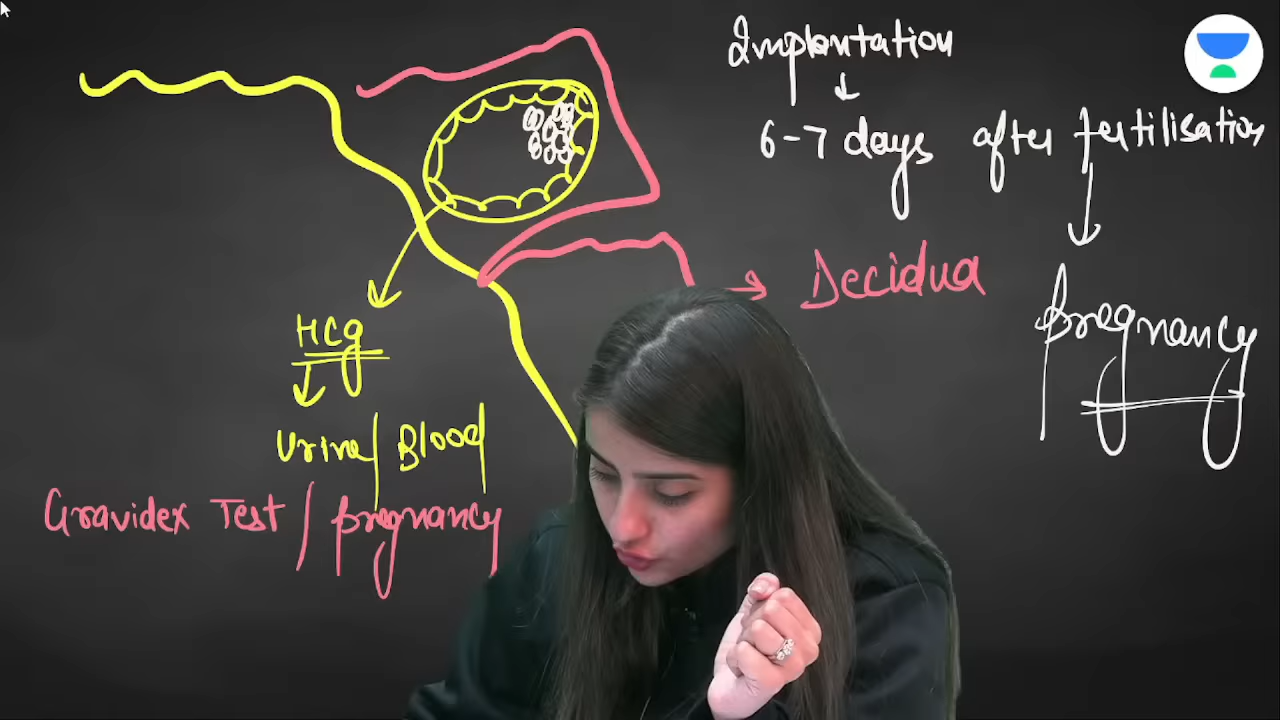 Implantation
6-7 days after fertilisation
Decidua
pregnancy
HCg
Urine/Blood
Gravidex Test/pregnancy